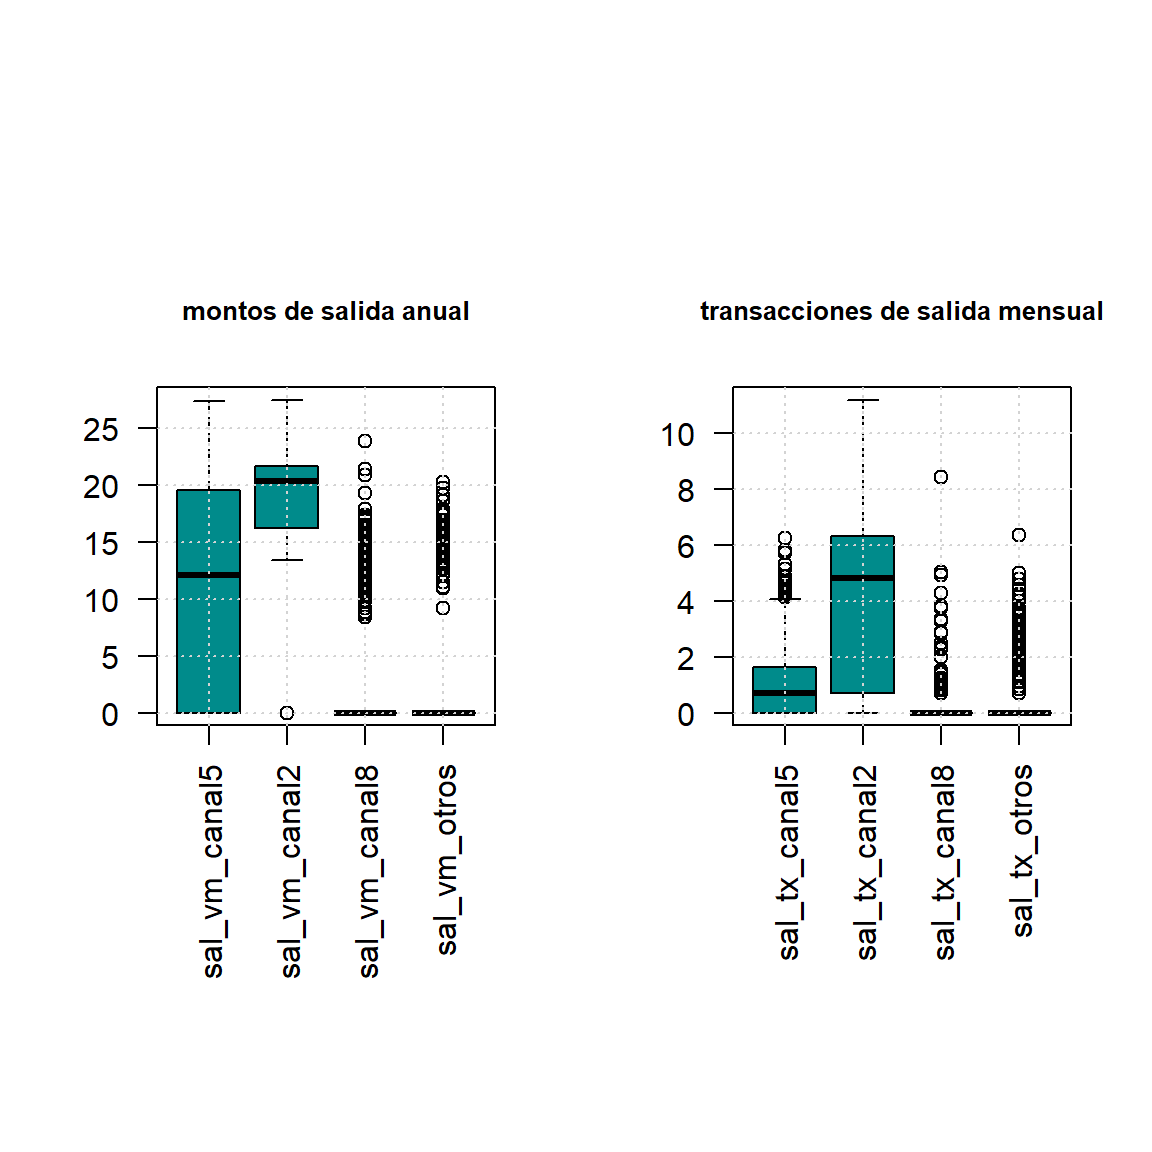 montos de salida anual
25
20
15
10
5
0
sal_vm_canal5
sal_vm_canal2
sal_vm_canal8
sal_vm_otros
transacciones de salida mensual
10
8
6
4
2
0
sal_tx_canal5
sal_tx_canal2
sal_tx_canal8
sal_tx_otros